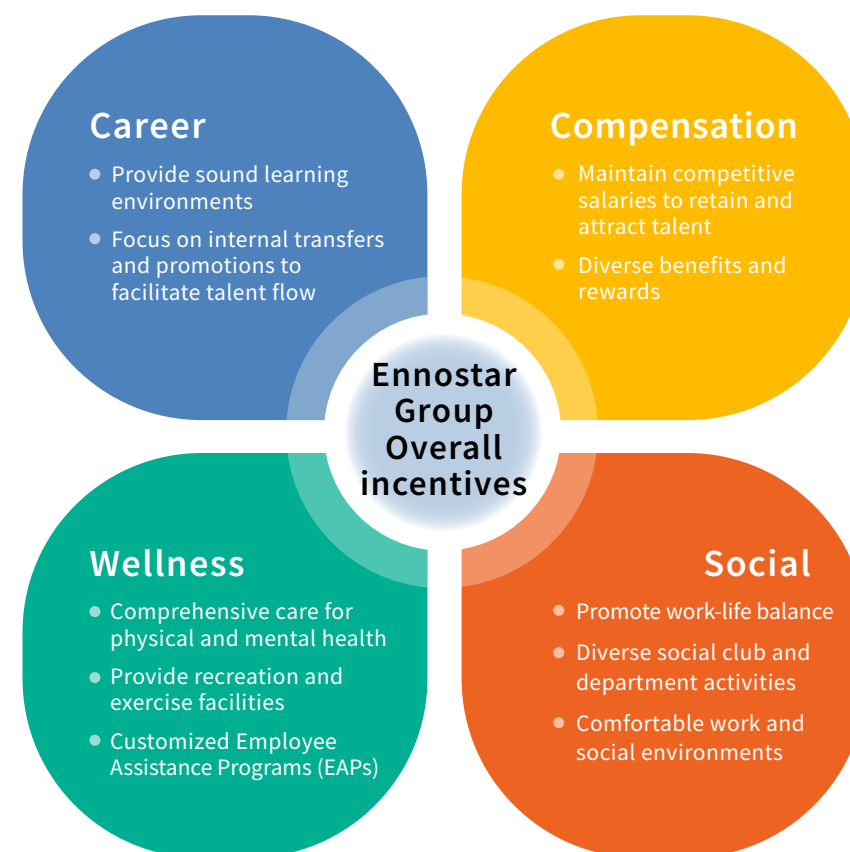 Career
Provide sound learning
environments
Focus on internal transfers
and promotions to
facilitate talent flow
Compensation
Maintain competitive
salaries to retain and
attract talent
Diverse benefits and
rewards
Ennostar
Group
Overall
incentives
Wellness
Comprehensive care for
physical and mental health
Provide recreation and
exercise facilities
Customized Employee
Assistance Programs (EAPs)
Social
Promote work-life balance
Diverse social club and
department activities
Comfortable work and
social environments